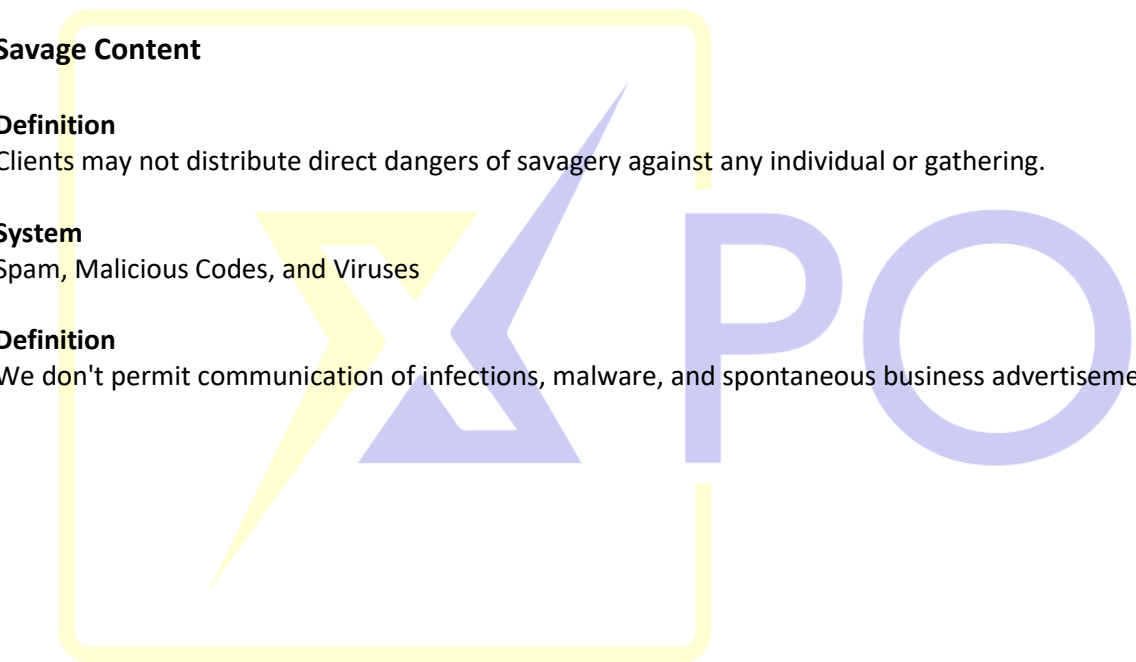 Savage Content
Definition
Clients may not distribute direct dangers of savagery against any individual or gathering.
System
Spam, Malicious Codes, and Viruses
Definition
We don't permit communication of infections, malware, and spontaneous business
XPO